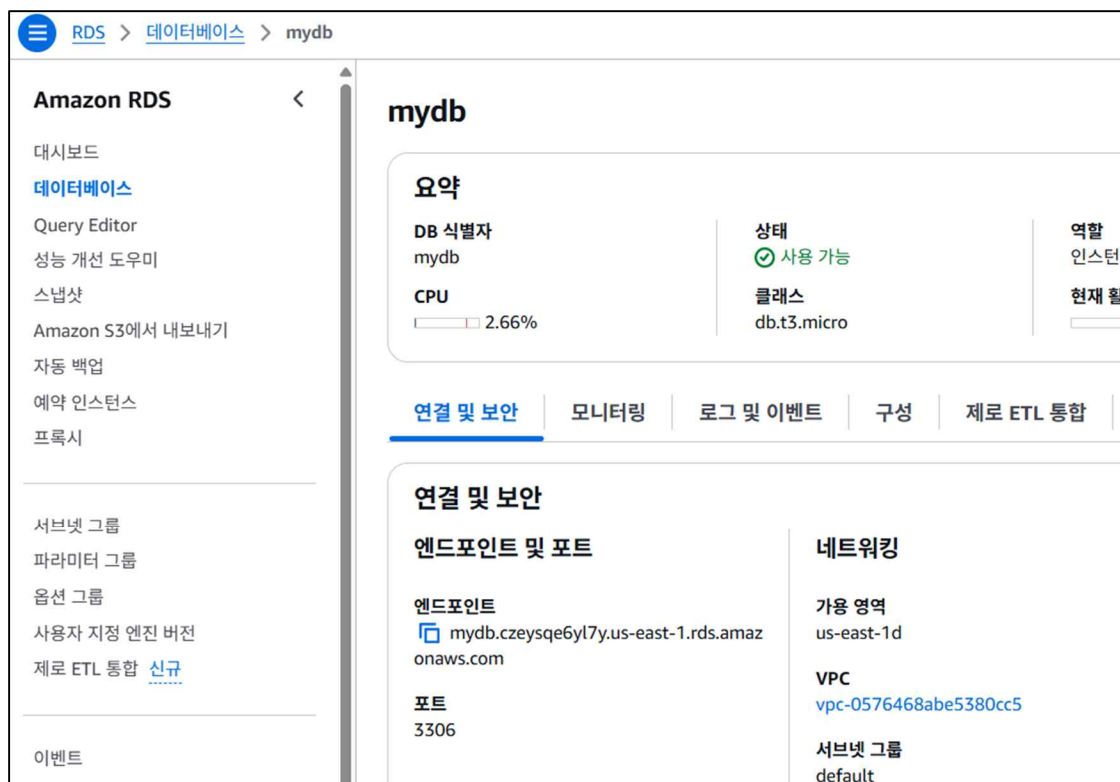 RDS > 데이터베이스 > mydb
Amazon RDS
대시보드
데이터베이스
Query Editor
성능 개선 도우미
스냅샷
Amazon S3에서 내보내기
자동 백업
예약 인스턴스
프록시
서브넷 그룹
파라미터 그룹
옵션 그룹
사용자 지정 엔진 버전
제로 ETL 통합 신규
이벤트
mydb
요약
DB 식별자
mydb
CPU
2.66%
상태
사용 가능
클래스
db.t3.micro
역할
인스턴
현재 활
연결 및 보안 모니터링 로그 및 이벤트 구성 제로 ETL 통합
연결 및 보안
엔드포인트 및 포트
엔드포인트
mydb.czeysqe6yl7y.us-east-1.rds.amaz
onaws.com
포트
3306
네트워킹
가용 영역
us-east-1d
VPC
vpc-0576468abe5380cc5
서브넷 그룹
default